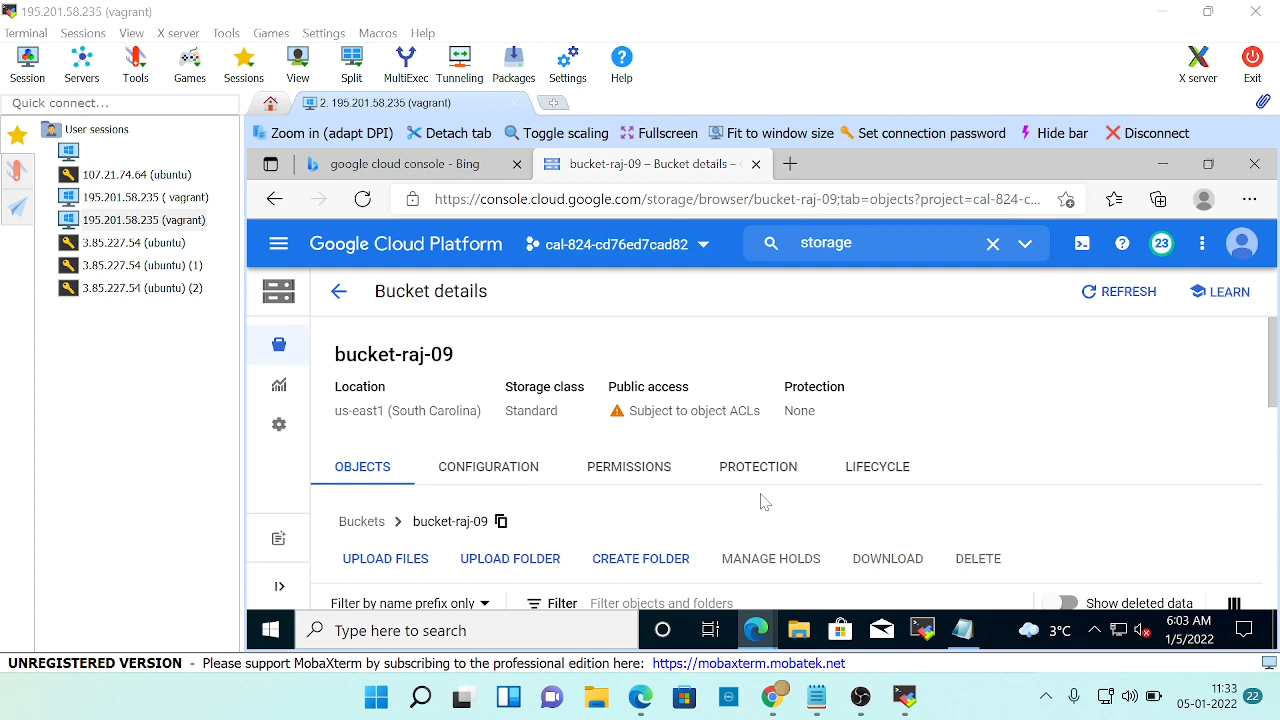 195.201.58.235 (vagrant)
Terminal Sessions View X server Tools Games Settings Macros Help
Session Servers Tools Games Sessions View Split MultiExec Tunneling Packages Settings Help X server Exit
Quick connect...
2. 195.201.58.235 (vagrant)
User sessions
107.21.74.64 (ubuntu)
195.201.58.235 ( vagrant)
195.201.58.235 (vagrant)
3.85.227.54 (ubuntu)
3.85.227.54 (ubuntu) (1)
3.85.227.54 (ubuntu) (2)
Zoom in (adapt DPI) Detach tab Toggle scaling Fullscreen Fit to window size Set connection password Hide bar Disconnect
google cloud console - Bing
bucket-raj-09 – Bucket details –
https://console.cloud.google.com/storage/browser/bucket-raj-09;tab=objects?project=cal-824-c...
Google Cloud Platform cal-824-cd76ed7cad82 storage 23
Bucket details REFRESH LEARN
bucket-raj-09
Location Storage class Public access Protection
us-east1 (South Carolina) Standard Subject to object ACLs None
OBJECTS CONFIGURATION PERMISSIONS PROTECTION LIFECYCLE
Buckets > bucket-raj-09
UPLOAD FILES UPLOAD FOLDER CREATE FOLDER MANAGE HOLDS DOWNLOAD DELETE
Filter by name prefix only Filter Filter objects and folders Show deleted data
Type here to search 3°C 6:03 AM
1/5/2022
UNREGISTERED VERSION - Please support MobaXterm by subscribing to the professional edition here: https://mobaxterm.mobatek.net
11:33
05-01-2022 22